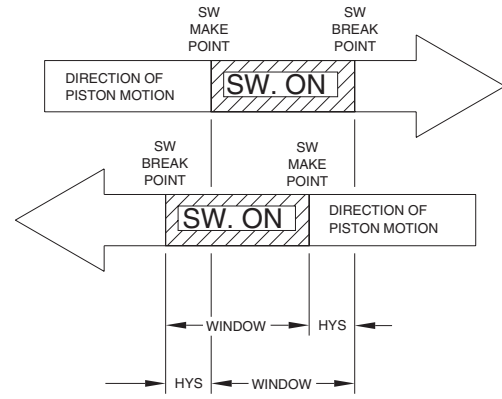 SW
MAKE
POINT
SW
BREAK
POINT
DIRECTION OF
PISTON MOTION
SW. ON
SW
BREAK
POINT
SW
MAKE
POINT
SW. ON
DIRECTION OF
PISTON MOTION
WINDOW
HYS
HYS
WINDOW